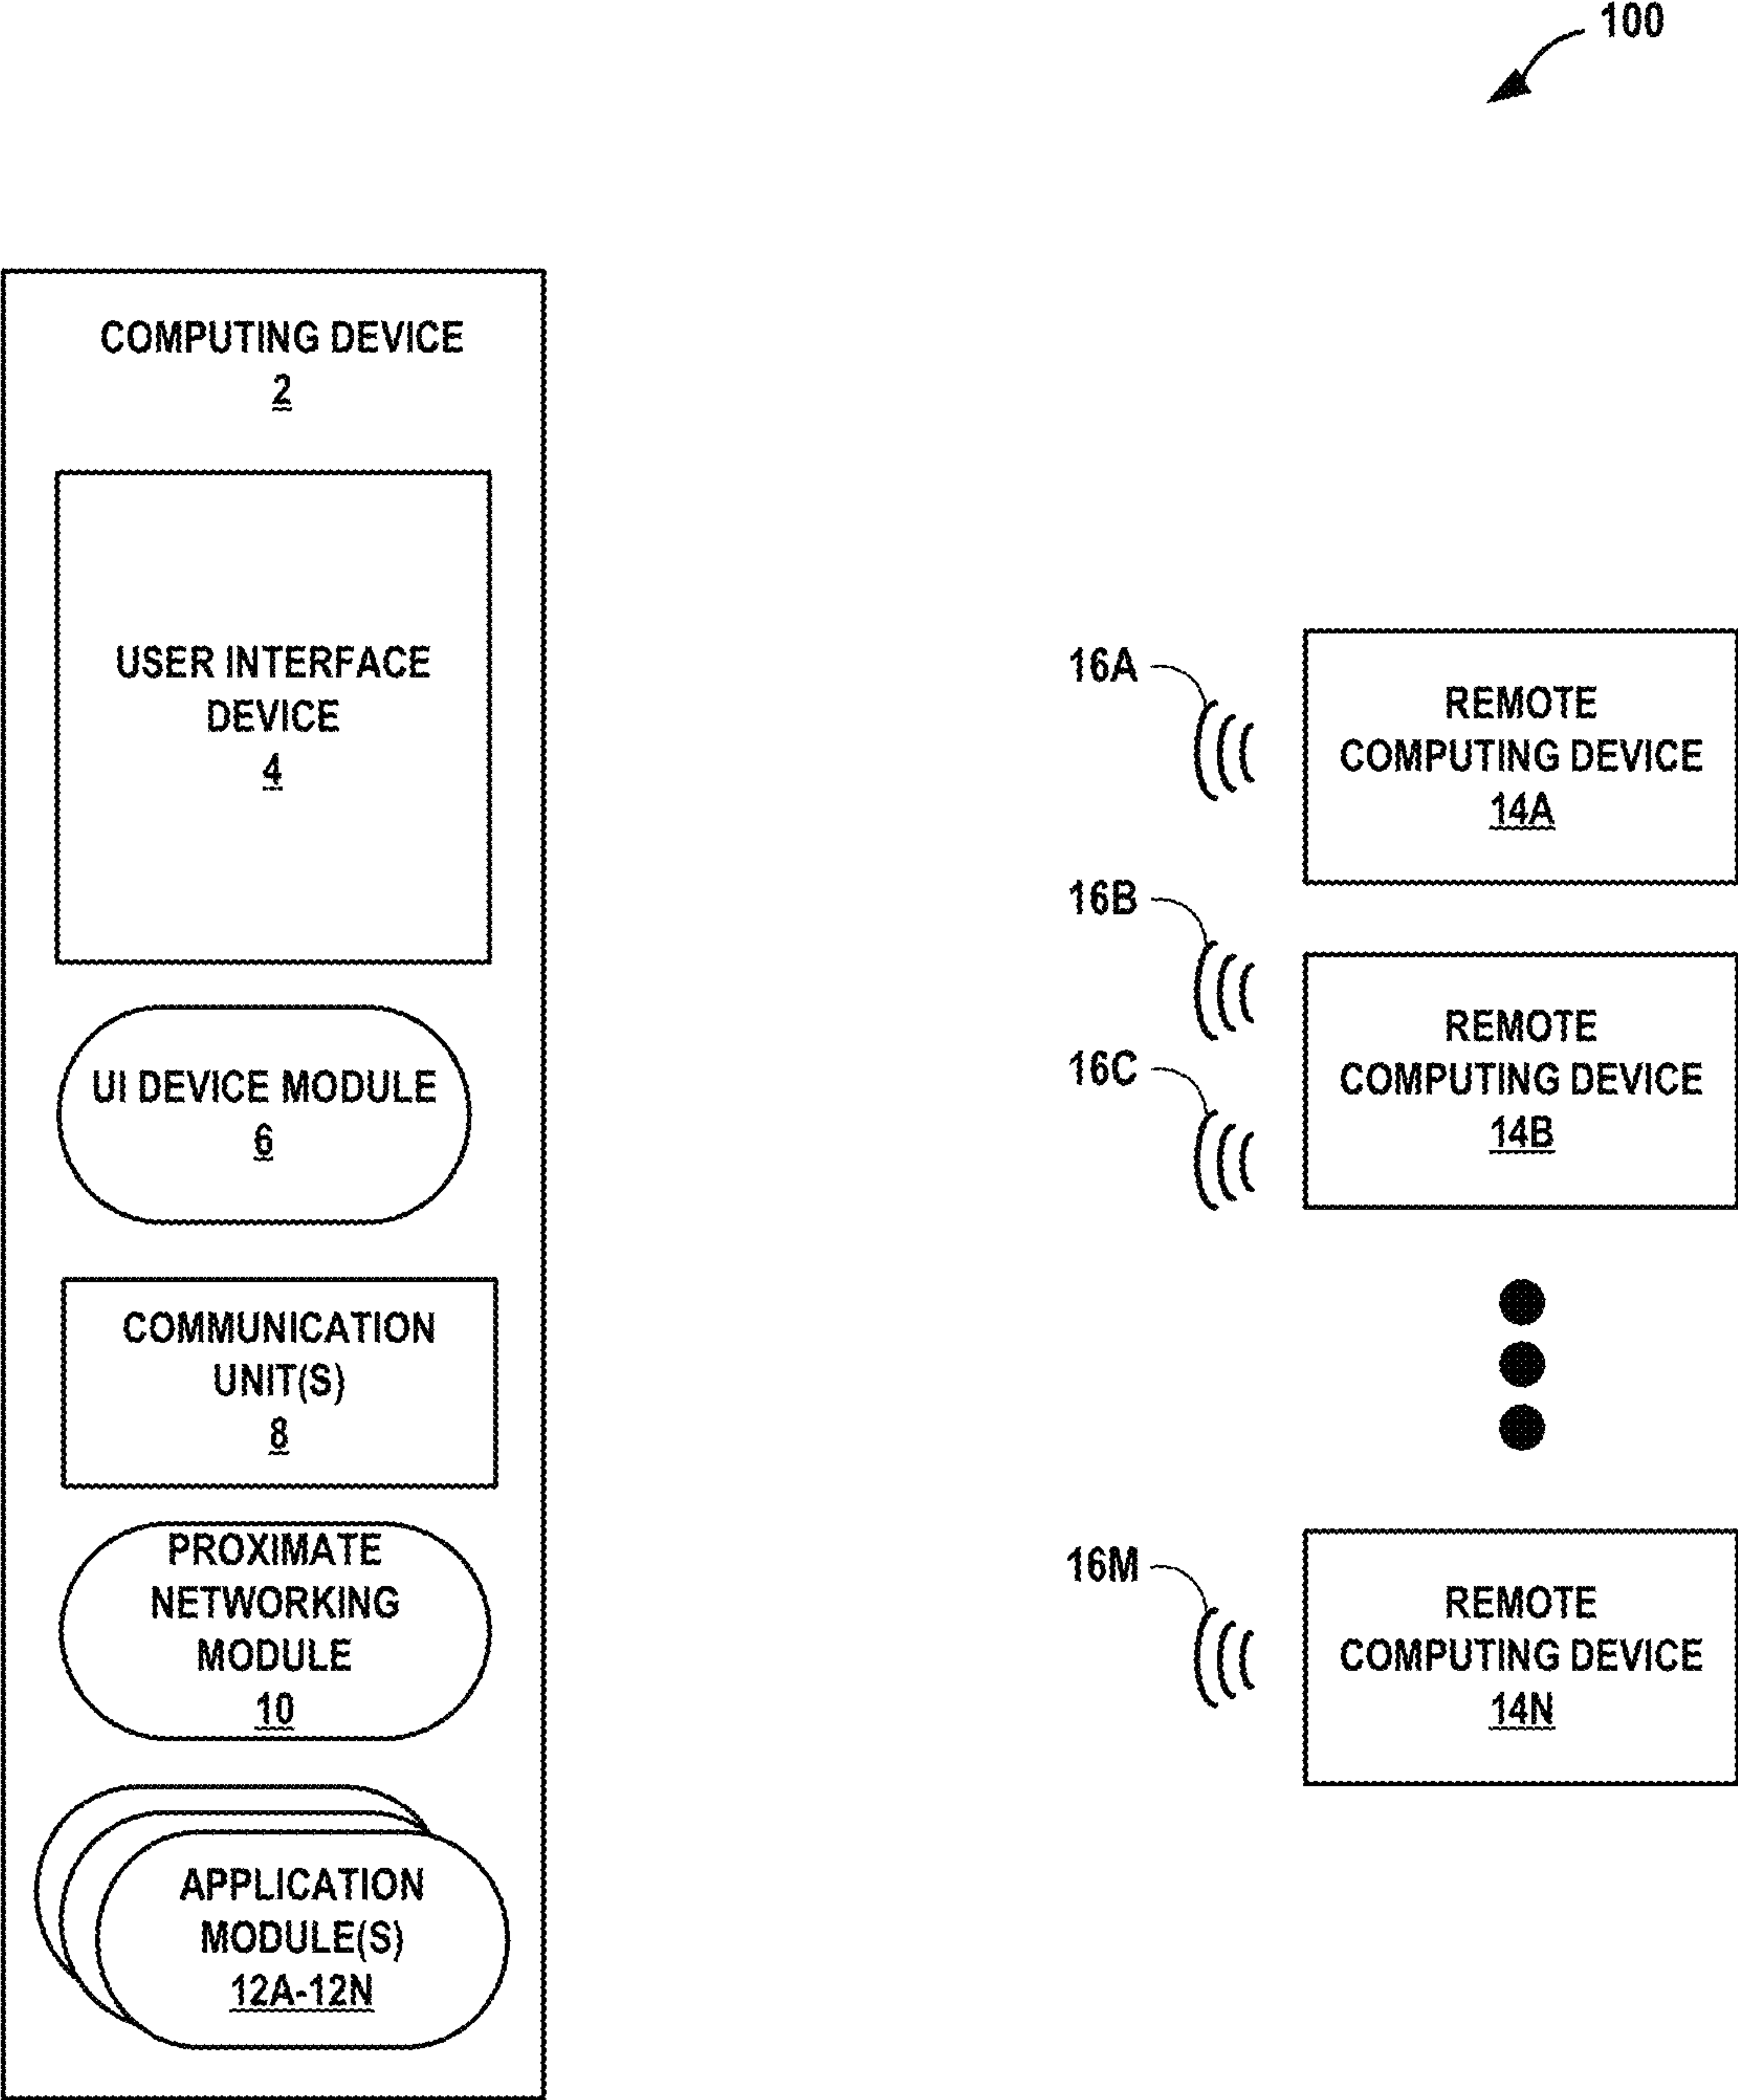 100
COMPUTING DEVICE
2
USER INTERFACE
DEVICE
4
UI DEVICE MODULE
6
COMMUNICATION
UNIT(S)
8
PROXIMATE
NETWORKING
MODULE
10
APPLICATION
MODULE(S)
12A-12N
16A
REMOTE
COMPUTING DEVICE
14A
16B
REMOTE
COMPUTING DEVICE
14B
16C
16M
REMOTE
COMPUTING DEVICE
14N